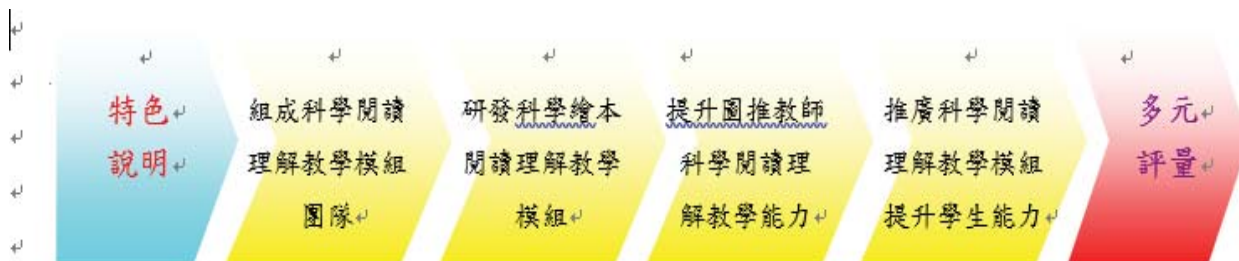 特色
說明
組成科學閱讀
理解教學模組
團隊
研發科學繪本
閱讀理解教學
模組
提升圖推教師
科學閱讀理
解教學能力
推廣科學閱讀
理解教學模組
提升學生能力
多元
評量